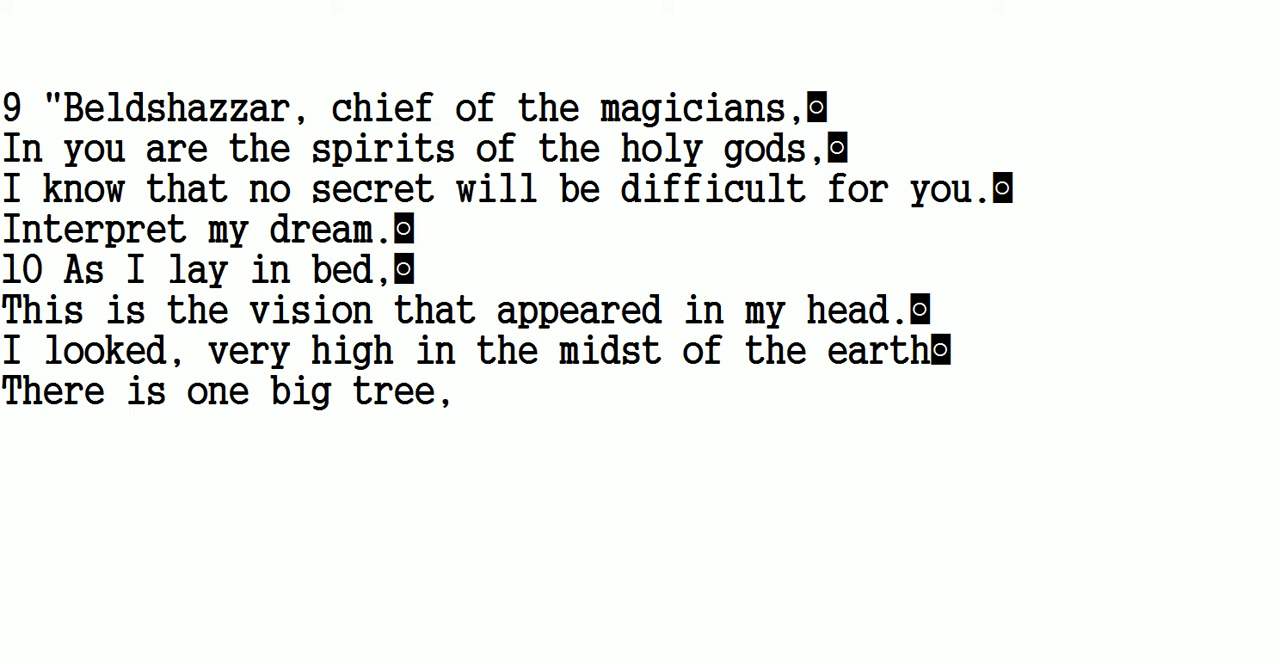 9 "Beldshazzar, chief of the magicians,◙
In you are the spirits of the holy gods,◙
I know that no secret will be difficult for you.◙
Interpret my dream.◙
10 As I lay in bed,◙
This is the vision that appeared in my head.◙
I looked, very high in the midst of the earth◙
There is one big tree,